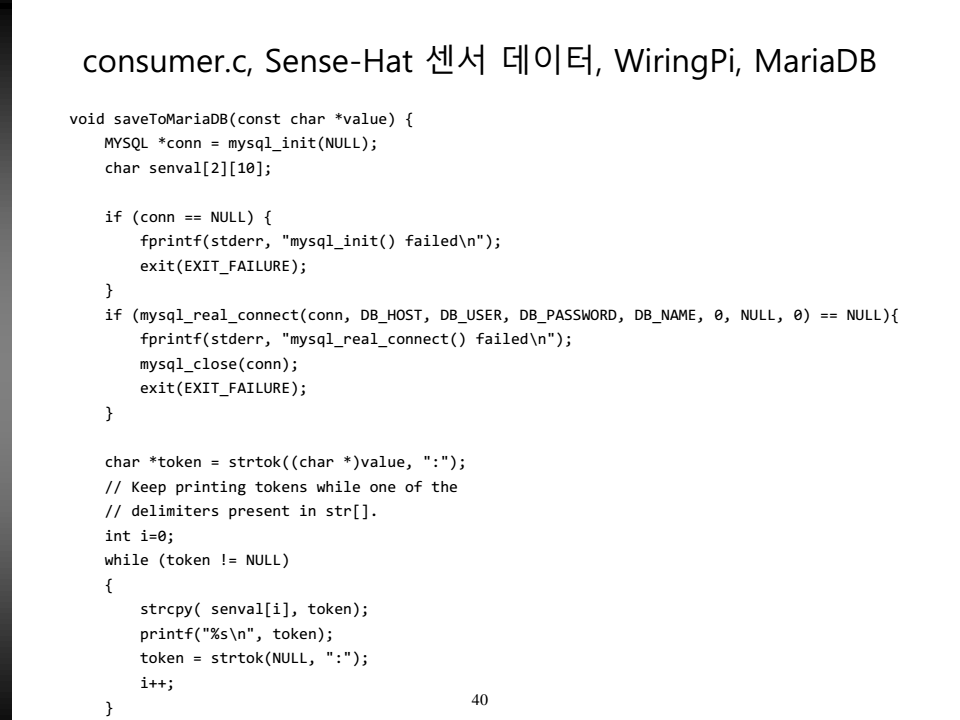 consumer.c, Sense-Hat 센서 데이터, WiringPi, MariaDB
void saveToMariaDB(const char *value) {
    MYSQL *conn = mysql_init(NULL);
    char senval[2][10];

    if (conn == NULL) {
        fprintf(stderr, "mysql_init() failed\n");
        exit(EXIT_FAILURE);
    }
    if (mysql_real_connect(conn, DB_HOST, DB_USER, DB_PASSWORD, DB_NAME, 0, NULL, 0) == NULL){
        fprintf(stderr, "mysql_real_connect() failed\n");
        mysql_close(conn);
        exit(EXIT_FAILURE);
    }

    char *token = strtok((char *)value, ":");
    // Keep printing tokens while one of the
    // delimiters present in str[].
    int i=0;
    while (token != NULL)
    {
        strcpy( senval[i], token);
        printf("%s\n", token);
        token = strtok(NULL, ":");
        i++;
    }
40